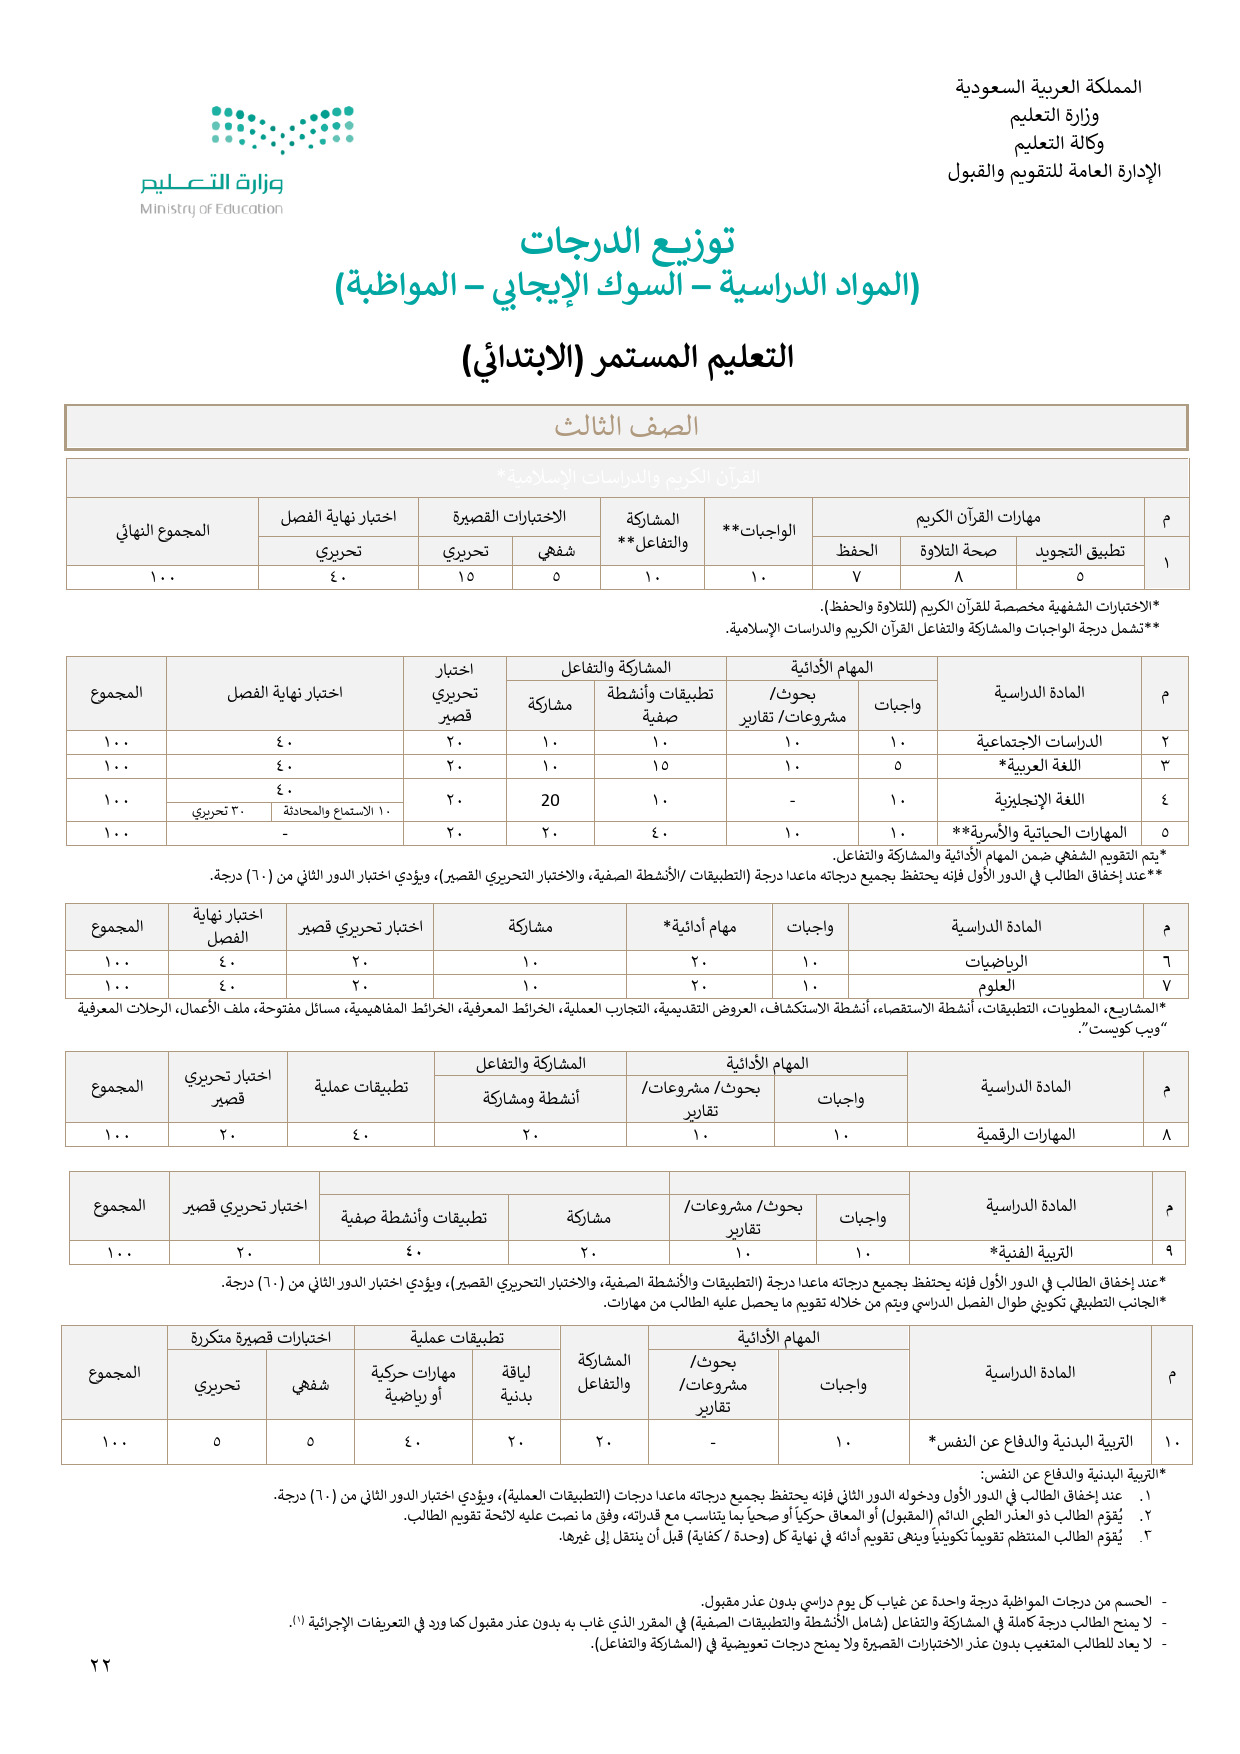 المملكة العربية السعودية
وزارة التعليم
وكالة التعليم
الإدارة العامة للتقويم والقبول
وزارة التعـــليم
Ministry of Education
توزيع الدرجات
(المواد الدراسية – السوك الإيجابي – المواظبة)
التعليم المستمر (الابتدائي)
الصف الثالث
القرآن الكريم والدراسات الإسلامية*
م مهارات القرآن الكريم الواجبات** المشاركة والتفاعل** الاختبارات القصيرة اختبار نهاية الفصل المجموع النهائي
١ تطبيق التجويد صحة التلاوة الحفظ شفهي تحريري تحريري
٥ ٨ ٧ ١٠ ١٠ ٥ ١٥ ٤٠ ١٠٠
*الاختبارات الشفهية مخصصة للقرآن الكريم (للتلاوة والحفظ).
**تشمل درجة الواجبات والمشاركة والتفاعل القرآن الكريم والدراسات الإسلامية.
م المادة الدراسية المهام الأدائية المشاركة والتفاعل اختبار تحريري قصير اختبار نهاية الفصل المجموع
واجبات بحوث/ مشروعات/ تقارير تطبيقات وأنشطة صفية مشاركة
٢ الدراسات الاجتماعية ١٠ ١٠ ١٠ ١٠ ٢٠ ٤٠ ١٠٠
٣ اللغة العربية* ٥ ١٠ ١٥ ١٠ ٢٠ ٤٠ ١٠٠
٤ اللغة الإنجليزية ١٠ - ١٠ 20 ٢٠ ٤٠ ١٠٠
١٠ الاستماع والمحادثة ٣٠ تحريري
٥ المهارات الحياتية والأسرية** ١٠ ١٠ ٤٠ ٢٠ ٢٠ - ١٠٠
*يتم التقويم الشفهي ضمن المهام الأدائية والمشاركة والتفاعل.
**عند إخفاق الطالب في الدور الأول فإنه يحتفظ بجميع درجاته ماعدا درجة (التطبيقات /الأنشطة الصفية، والاختبار التحريري القصير)، ويؤدي اختبار الدور الثاني من (٦٠) درجة.
م المادة الدراسية واجبات مهام أدائية* مشاركة اختبار تحريري قصير اختبار نهاية الفصل المجموع
٦ الرياضيات ١٠ ٢٠ ١٠ ٢٠ ٤٠ ١٠٠
٧ العلوم ١٠ ٢٠ ١٠ ٢٠ ٤٠ ١٠٠
*المشاريع، المطويات، التطبيقات، أنشطة الاستقصاء، أنشطة الاستكشاف، العروض التقديمية، التجارب العملية، الخرائط المعرفية، الخرائط المفاهيمية، مسائل مفتوحة، ملف الأعمال، الرحلات المعرفية
“ويب كويست”.
م المادة الدراسية المهام الأدائية المشاركة والتفاعل تطبيقات عملية اختبار تحريري قصير المجموع
واجبات بحوث/ مشروعات/ تقارير أنشطة ومشاركة
٨ المهارات الرقمية ١٠ ١٠ ٢٠ ٤٠ ٢٠ ١٠٠
م المادة الدراسية اختبار تحريري قصير المجموع
واجبات بحوث/ مشروعات/ تقارير مشاركة تطبيقات وأنشطة صفية
٩ التربية الفنية* ١٠ ١٠ ٢٠ ٤٠ ٢٠ ١٠٠
*عند إخفاق الطالب في الدور الأول فإنه يحتفظ بجميع درجاته ماعدا درجة (التطبيقات والأنشطة الصفية، والاختبار التحريري القصير)، ويؤدي اختبار الدور الثاني من (٦٠) درجة.
*الجانب التطبيقي تكويني طوال الفصل الدراسي ويتم من خلاله تقويم ما يحصل عليه الطالب من مهارات.
م المادة الدراسية المهام الأدائية المشاركة والتفاعل تطبيقات عملية اختبارات قصيرة متكررة المجموع
واجبات بحوث/ مشروعات/ تقارير لياقة بدنية مهارات حركية أو رياضية شفهي تحريري
١٠ التربية البدنية والدفاع عن النفس* ١٠ - ٢٠ ٢٠ ٤٠ ٥ ٥ ١٠٠
*التربية البدنية والدفاع عن النفس:
١. عند إخفاق الطالب في الدور الأول ودخوله الدور الثاني فإنه يحتفظ بجميع درجاته ماعدا درجات (التطبيقات العملية)، ويؤدي اختبار الدور الثاني من (٦٠) درجة.
٢. يُقوّم الطالب ذو العذر الطبي الدائم (المقبول) أو المعاق حركياً أو صحياً بما يتناسب مع قدراته، وفق ما نصت عليه لائحة تقويم الطالب.
٣. يُقوّم الطالب المنتظم تقويماً تكوينياً وينهى تقويم أدائه في نهاية كل (وحدة / كفاية) قبل أن ينتقل إلى غيرها.
- الحسم من درجات المواظبة درجة واحدة عن غياب كل يوم دراسي بدون عذر مقبول.
- لا يمنح الطالب درجة كاملة في المشاركة والتفاعل (شامل الأنشطة والتطبيقات الصفية) في المقرر الذي غاب به بدون عذر مقبول كما ورد في التعريفات الإجرائية (١).
- لا يعاد للطالب المتغيب بدون عذر الاختبارات القصيرة ولا يمنح درجات تعويضية في (المشاركة والتفاعل).
٢٢